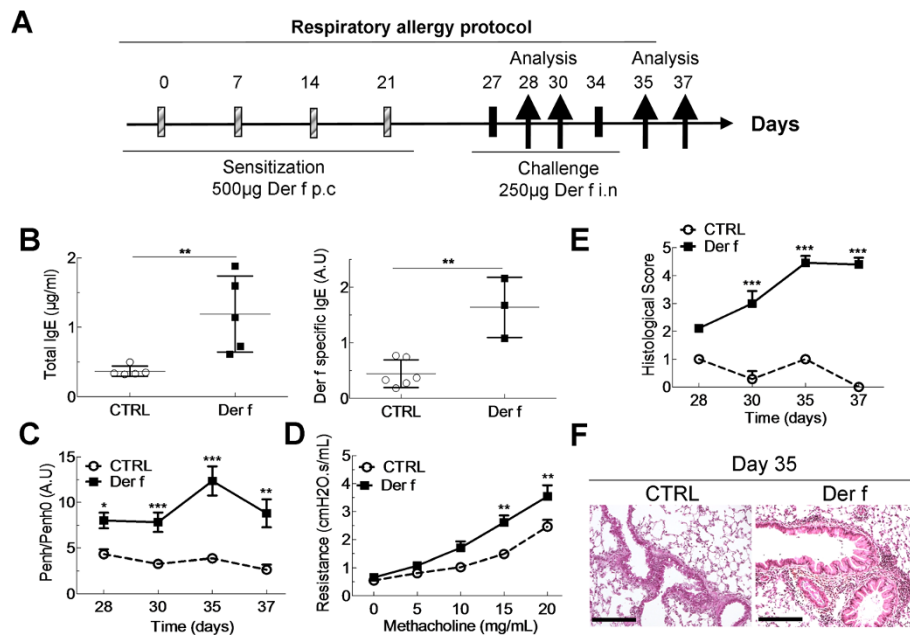 A
Respiratory allergy protocol
Analysis Analysis
0 7 14 21 27 28 30 34 35 37
Days
Sensitization
500µg Der f p.c
Challenge
250µg Der f i.n
B
Total IgE (µg/ml)
2
1
0
**
CTRL Der f
Der f specific IgE (A.U)
2
1
0
**
CTRL Der f
E
CTRL
Der f
Histological Score
6
5
4
3
2
1
0
*** *** ***
28 30 35 37
Time (days)
C
CTRL
Der f
Penh/Penh0 (A.U)
15
10
5
0
* *** *** **
28 30 35 37
Time (days)
D
CTRL
Der f
Resistance (cmH2O.s/mL)
5
4
3
2
1
0
** **
0 5 10 15 20
Methacholine (mg/mL)
F
Day 35
CTRL Der f